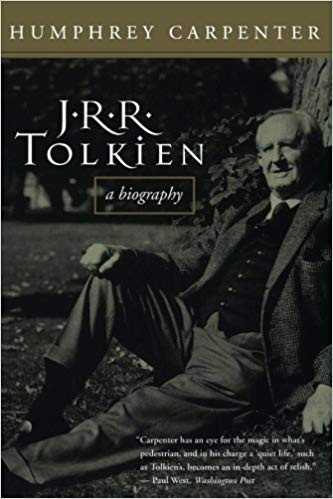 HUMPHREY CARPENTER
J·R·R·
TOLKIEN
a biography
"Carpenter has an eye for the magic in what's
pedestrian, and in his charge a 'quiet life,' such
as Tolkien's, becomes an in-depth act of relish."
— Paul West, Washington Post